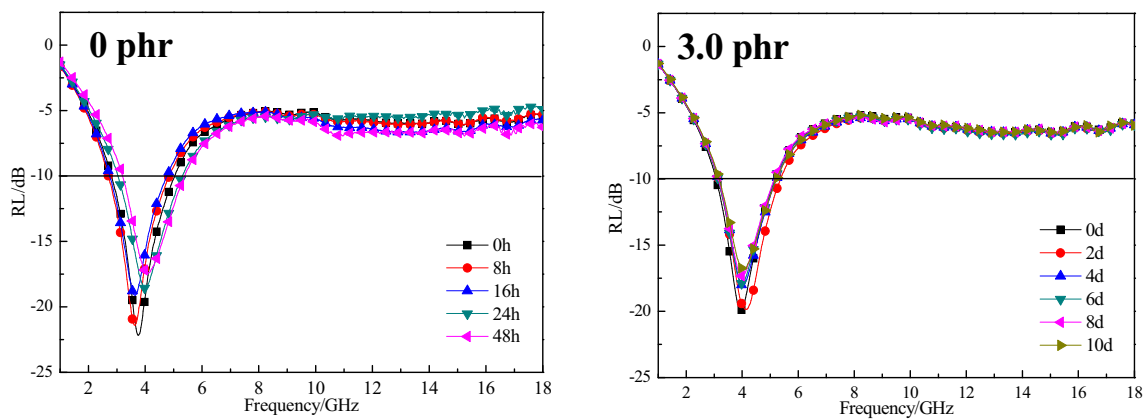 0 phr
0
-5
-10
-15
-20
-25
RL/dB
2 4 6 8 10 12 14 16 18
Frequency/GHz
0h
8h
16h
24h
48h
3.0 phr
0
-5
-10
-15
-20
-25
RL/dB
2 4 6 8 10 12 14 16 18
Frequency/GHz
0d
2d
4d
6d
8d
10d